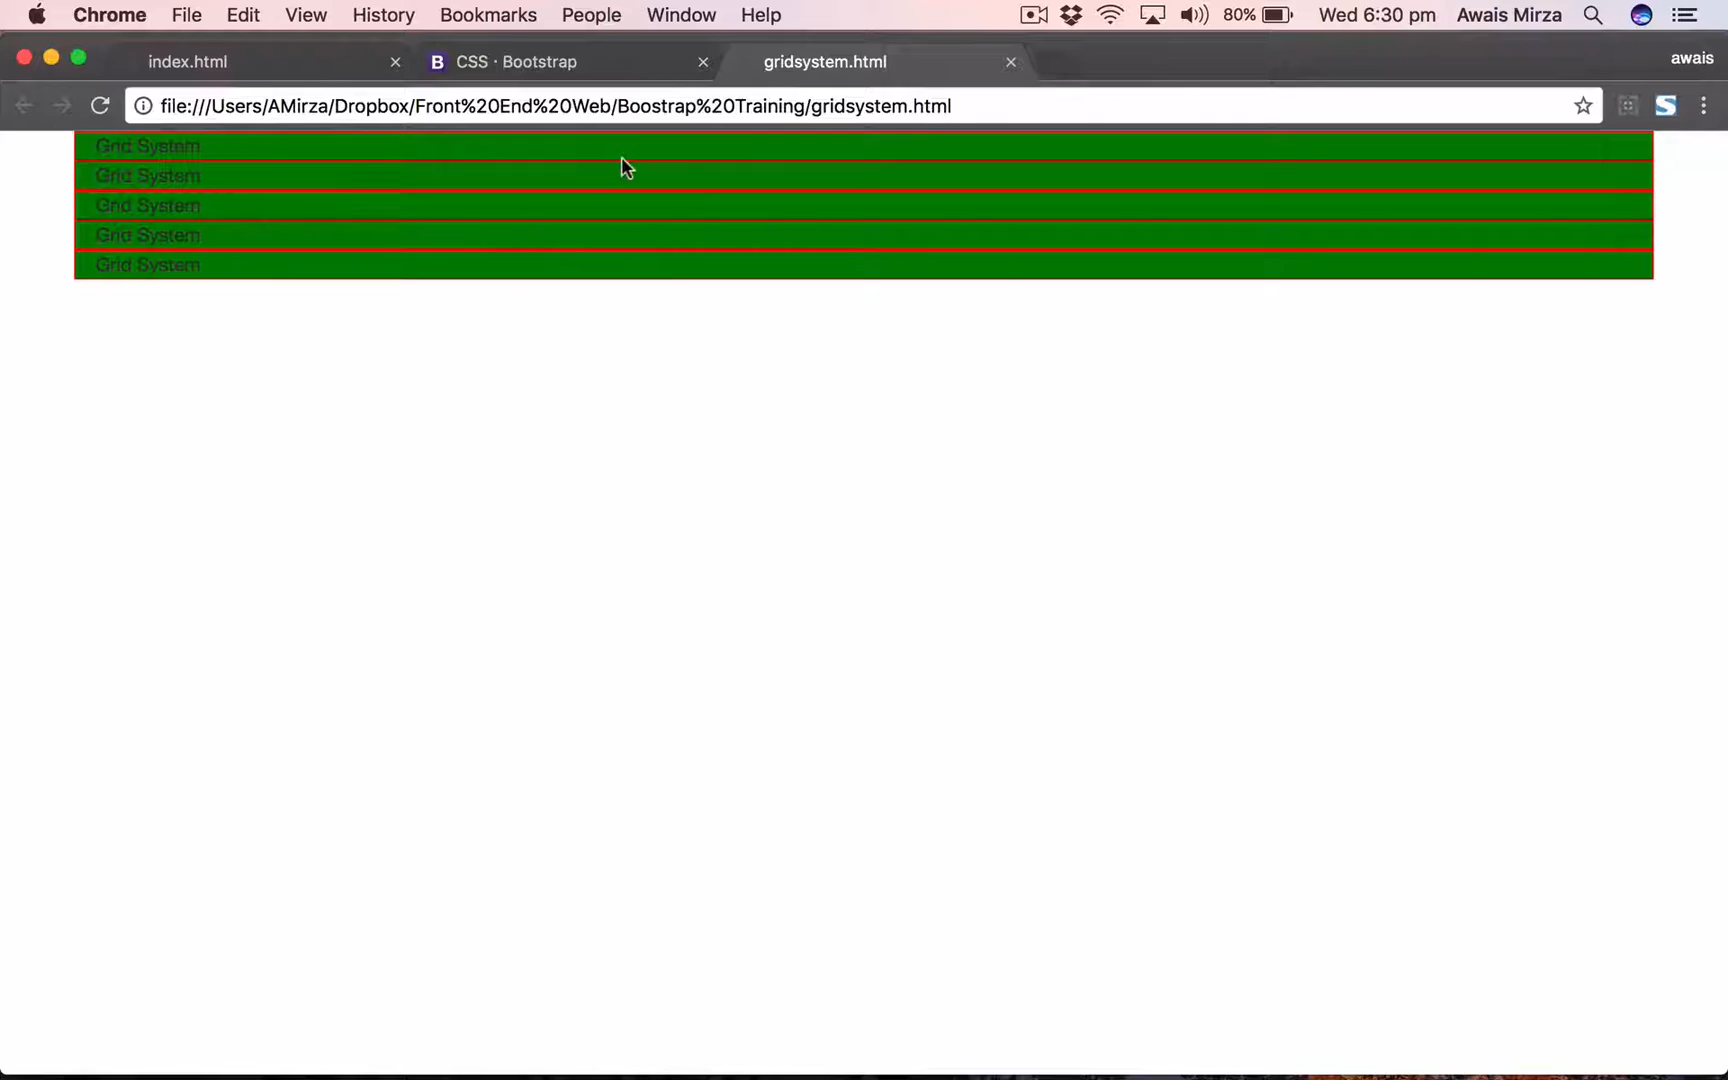 Chrome File Edit View History Bookmarks People Window Help 80% Wed 6:30 pm Awais Mirza
index.html B CSS · Bootstrap gridsystem.html awais
file:///Users/AMirza/Dropbox/Front%20End%20Web/Boostrap%20Training/gridsystem.html S
Grid System
Grid System
Grid System
Grid System
Grid System